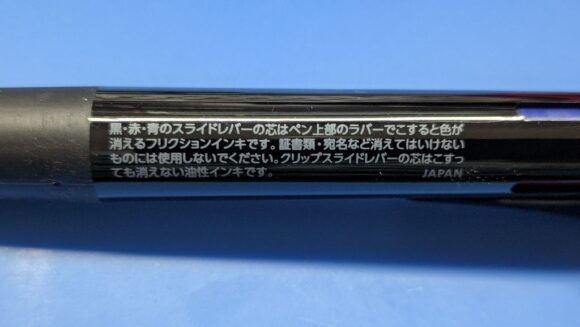 黒・赤・青のスライドレバーの芯はペン上部のラバーでこすると色が
消えるフリクションインキです。証書類・宛名など消えてはいけない
ものには使用しないでください。クリップスライドレバーの芯はこすっ
ても消えない油性インキです。 JAPAN